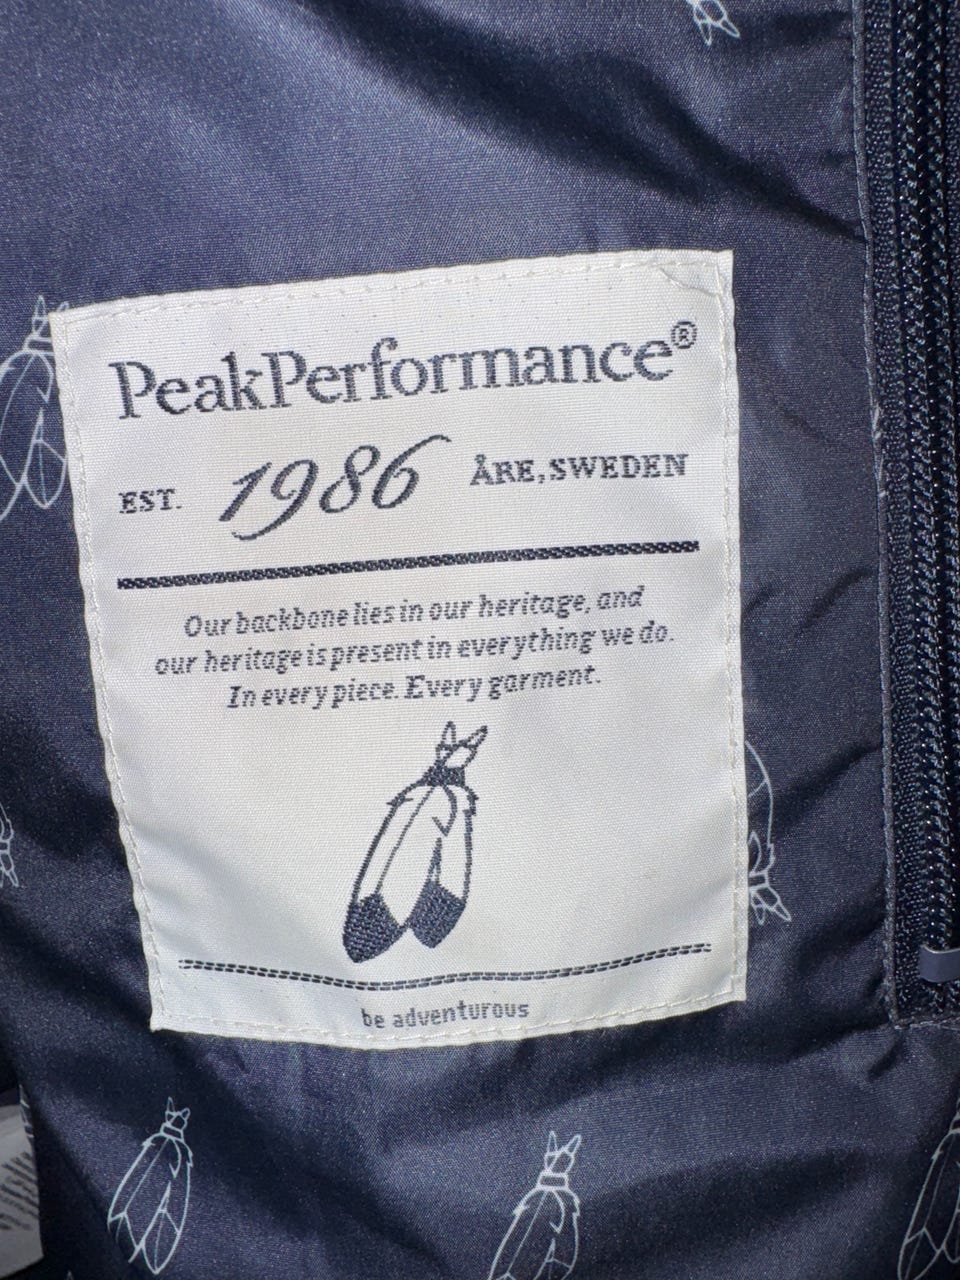 PeakPerformance®
EST. 1986 ÅRE, SWEDEN
Our backbone lies in our heritage, and
our heritage is present in everything we do.
In every piece. Every garment.
be adventurous